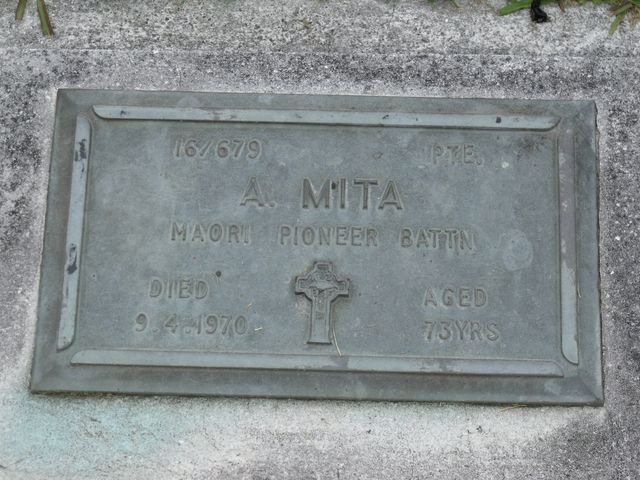 16/679 PTE.
A. MITA
MAORI PIONEER BATTN
DIED AGED
9.4.1970 73YRS